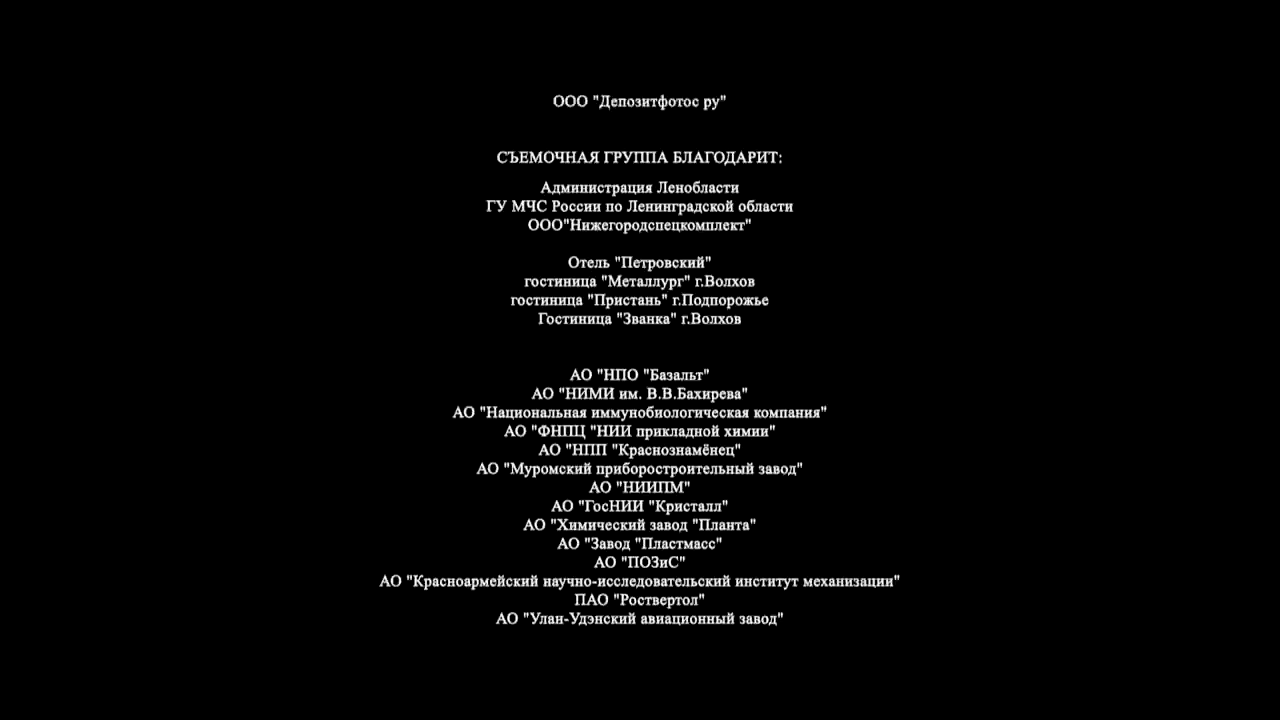 ООО "Депозитфотос ру"
СЪЕМОЧНАЯ ГРУППА БЛАГОДАРИТ:
Администрация Ленобласти
ГУ МЧС России по Ленинградской области
ООО"Нижегородспецкомплект"
Отель "Петровский"
гостиница "Металлург" г.Волхов
гостиница "Пристань" г.Подпорожье
Гостиница "Званка" г.Волхов
АО "НПО "Базальт"
АО "НИМИ им. В.В.Бахирева"
АО "Национальная иммунобиологическая компания"
АО "ФНПЦ "НИИ прикладной химии"
АО "НПП "Краснознамёнец"
АО "Муромский приборостроительный завод"
АО "НИИПМ"
АО "ГосНИИ "Кристалл"
АО "Химический завод "Планта"
АО "Завод "Пластмасс"
АО "ПОЗиС"
АО "Красноармейский научно-исследовательский институт механизации"
ПАО "Роствертол"
АО "Улан-Удэнский авиационный завод"